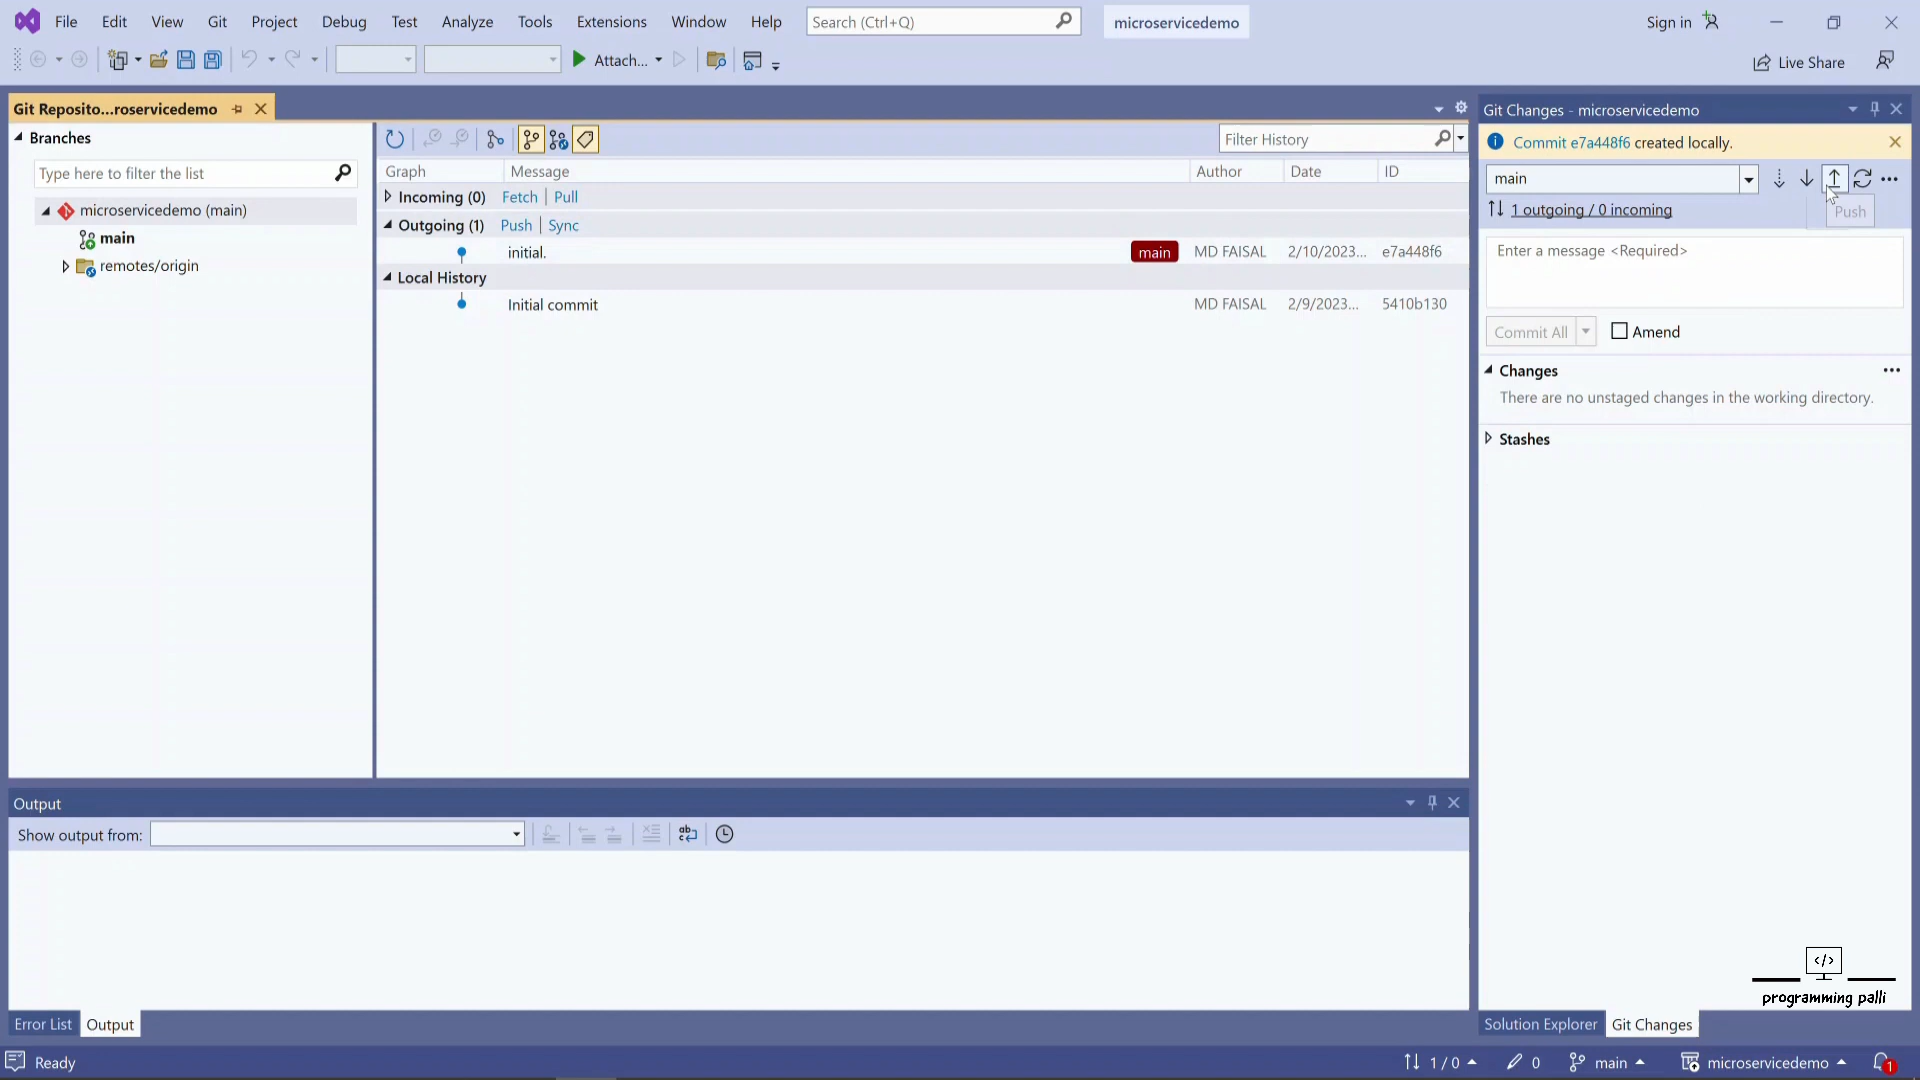 File Edit View Git Project Debug Test Analyze Tools Extensions Window Help Search (Ctrl+Q) microservicedemo Sign in
Attach... Live Share
Git Reposito...roservicedemo
Branches
Type here to filter the list
microservicedemo (main)
main
remotes/origin
Filter History
Graph Message Author Date ID
Incoming (0) Fetch | Pull
Outgoing (1) Push | Sync
initial. main MD FAISAL 2/10/2023... e7a448f6
Local History
Initial commit MD FAISAL 2/9/2023... 5410b130
Git Changes - microservicedemo
Commit e7a448f6 created locally.
main
1 outgoing / 0 incoming
Push
Enter a message <Required>
Commit All Amend
Changes
There are no unstaged changes in the working directory.
Stashes
Output
Show output from:
</>
programming palli
Error List Output
Solution Explorer Git Changes
Ready 1 / 0 0 main microservicedemo 1